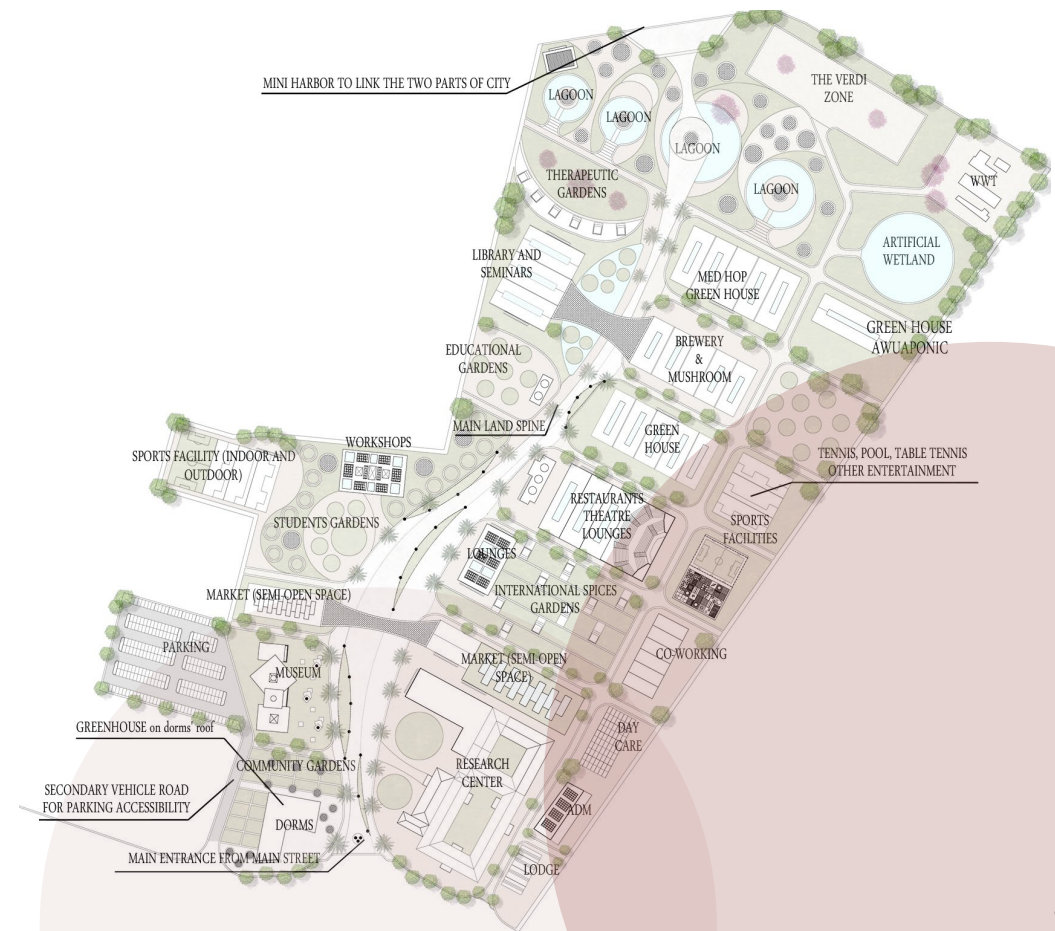 MINI HARBOR TO LINK THE TWO PARTS OF CITY
THE VERDI
ZONE
LAGOON
LAGOON
LAGOON
LAGOON
THERAPEUTIC
GARDENS
WWT
LIBRARY AND
SEMINARS
ARTIFICIAL
WETLAND
MED HOP
GREEN HOUSE
GREEN HOUSE
AWUAPONIC
BREWERY
&
MUSHROOM
EDUCATIONAL
GARDENS
MAIN LAND SPINE
GREEN
HOUSE
WORKSHOPS
SPORTS FACILITY (INDOOR AND
OUTDOOR)
TENNIS, POOL, TABLE TENNIS
OTHER ENTERTAINMENT
RESTAURANTS
THEATRE
LOUNGES
STUDENTS GARDENS
SPORTS
FACILITIES
LOUNGES
INTERNATIONAL SPICES
GARDENS
MARKET (SEMI-OPEN SPACE)
PARKING
MUSEUM
MARKET (SEMI-OPEN
SPACE)
CO-WORKING
GREENHOUSE on dorms' roof
DAY
CARE
COMMUNITY GARDENS
RESEARCH
CENTER
SECONDARY VEHICLE ROAD
FOR PARKING ACCESSIBILITY
ADM
DORMS
MAIN ENTRANCE FROM MAIN STREET
LODGE